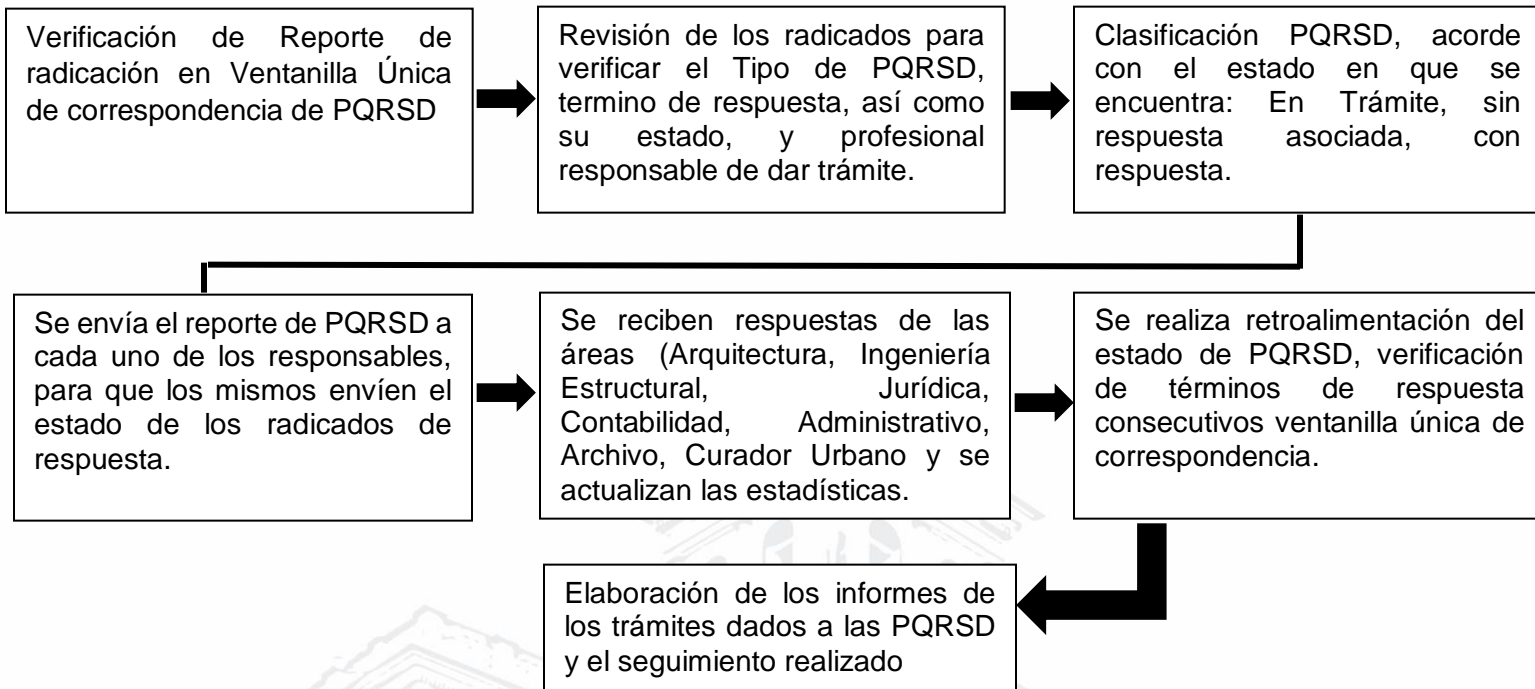 Verificación de Reporte de
radicación en Ventanilla Única
de correspondencia de PQRSD
Revisión de los radicados para
verificar el Tipo de PQRSD,
termino de respuesta, así como
su estado, y profesional
responsable de dar trámite.
Clasificación PQRSD, acorde
con el estado en que se
encuentra: En Trámite, sin
respuesta asociada, con
respuesta.
Se envía el reporte de PQRSD a
cada uno de los responsables,
para que los mismos envíen el
estado de los radicados de
respuesta.
Se reciben respuestas de las
áreas (Arquitectura, Ingeniería
Estructural, Jurídica,
Contabilidad, Administrativo,
Archivo, Curador Urbano y se
actualizan las estadísticas.
Se realiza retroalimentación del
estado de PQRSD, verificación
de términos de respuesta
consecutivos ventanilla única de
correspondencia.
Elaboración de los informes de
los trámites dados a las PQRSD
y el seguimiento realizado